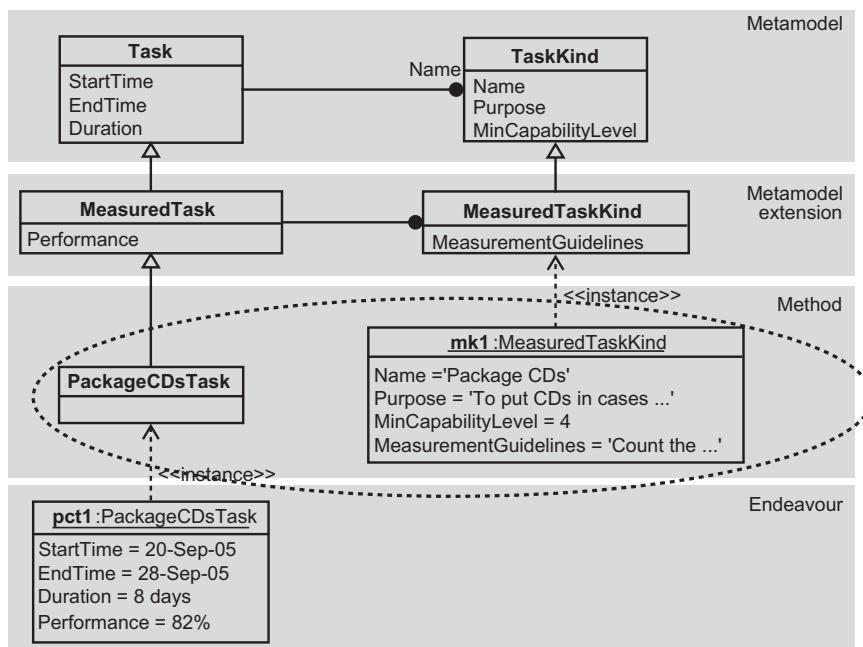 Metamodel
Task
StartTime
EndTime
Duration
Name
TaskKind
Name
Purpose
MinCapabilityLevel
Metamodel
extension
MeasuredTask
Performance
MeasuredTaskKind
MeasurementGuidelines
Method
<<instance>>
PackageCDsTask
mk1:MeasuredTaskKind
Name ='Package CDs'
Purpose = 'To put CDs in cases ...'
MinCapabilityLevel = 4
MeasurementGuidelines = 'Count the ...'
<<instance>>
Endeavour
pct1:PackageCDsTask
StartTime = 20-Sep-05
EndTime = 28-Sep-05
Duration = 8 days
Performance = 82%